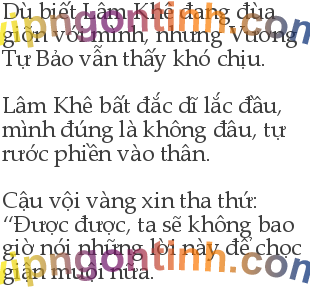 Dù biết Lâm Khê đang đùa
giỡn với mình, nhưng Vương
Tự Bảo vẫn thấy khó chịu.
Lâm Khê bất đắc dĩ lắc đầu,
mình đúng là không đâu, tự
rước phiền vào thân.
Cậu vội vàng xin tha thứ:
“Được được, ta sẽ không bao
giờ nói những lời này để chọc
giận muội nữa.